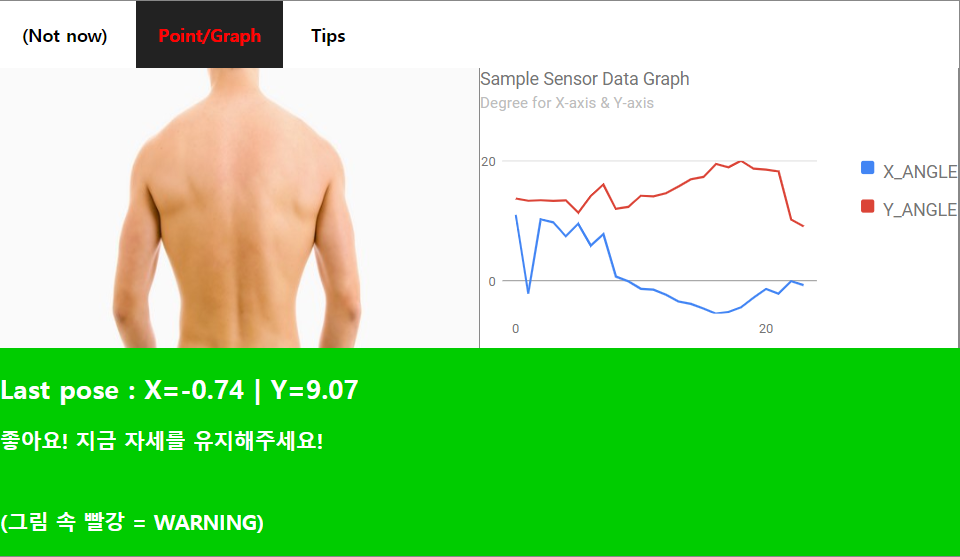 (Not now)
Point/Graph
Tips
Sample Sensor Data Graph
Degree for X-axis & Y-axis
20
0
0
20
X_ANGLE
Y_ANGLE
Last pose : X=-0.74 | Y=9.07
좋아요! 지금 자세를 유지해주세요!
(그림 속 빨강 = WARNING)